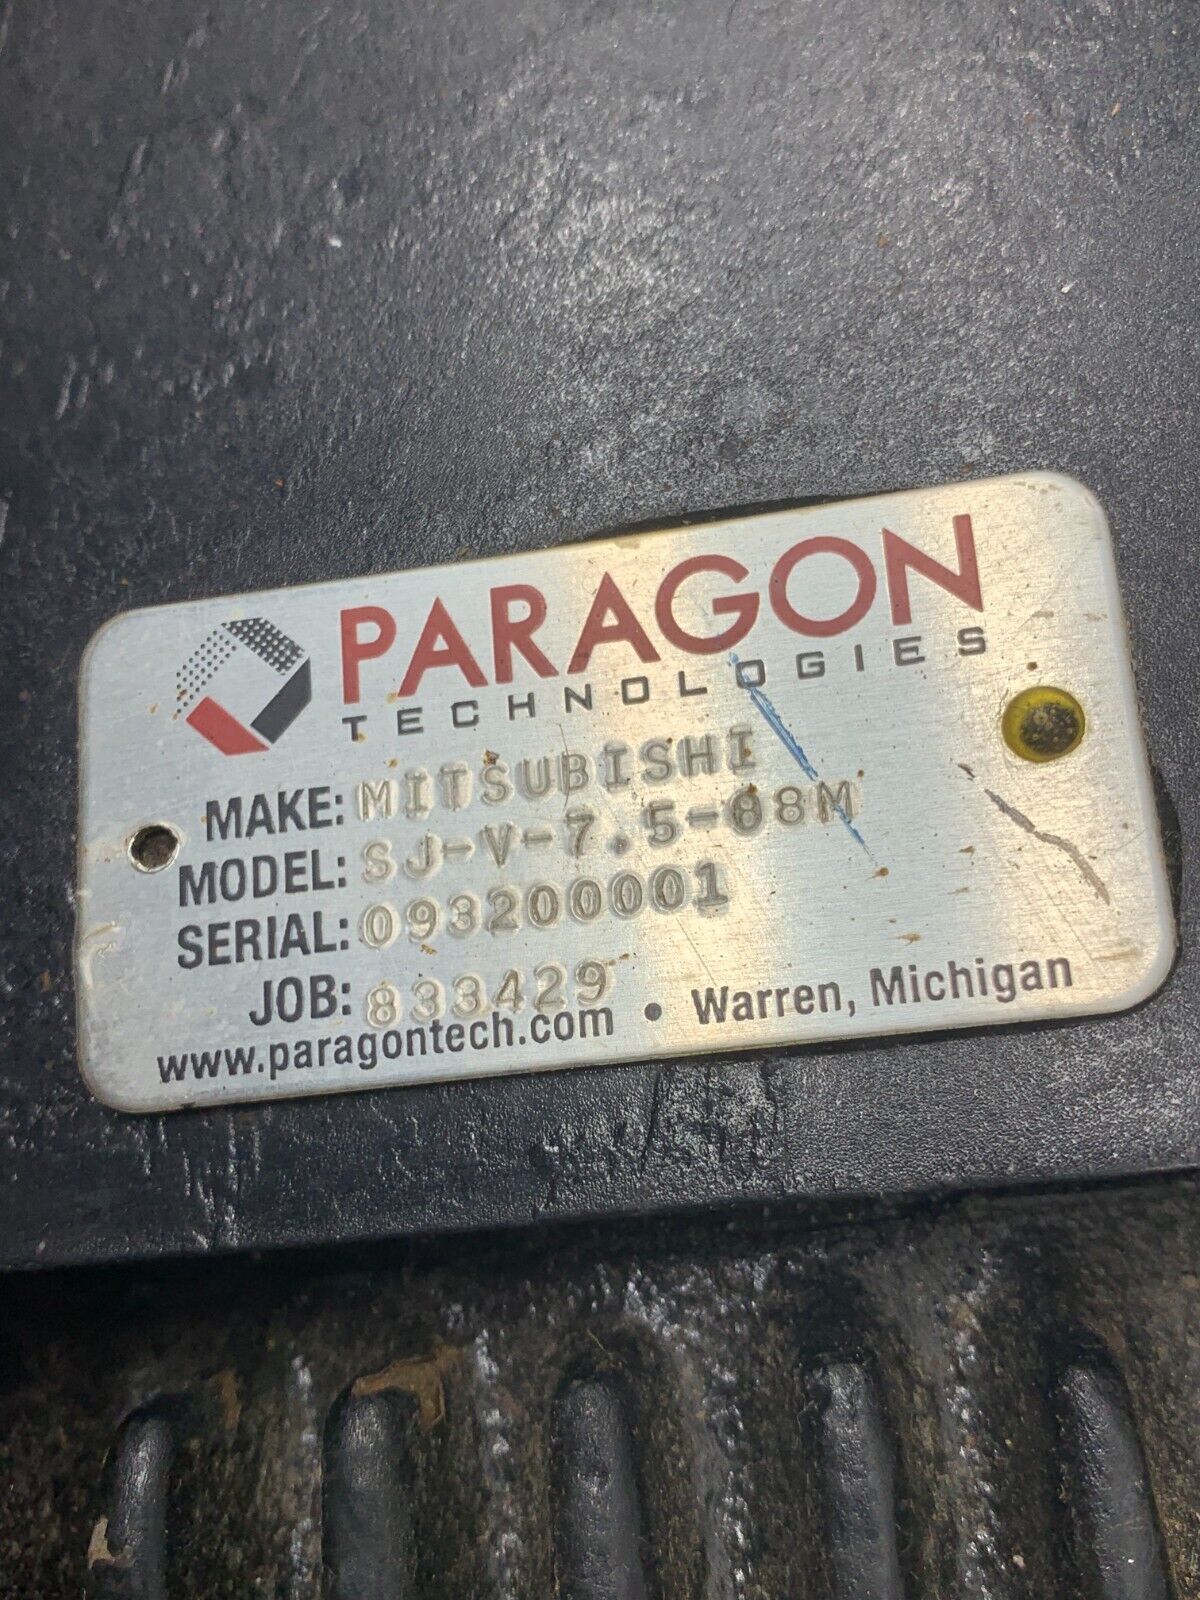 PARAGON
TECHNOLOGIES
MAKE: MITSUBISHI
MODEL: SJ-V-7.5-08M
SERIAL: 093200001
JOB: 833429
www.paragontech.com • Warren, Michigan